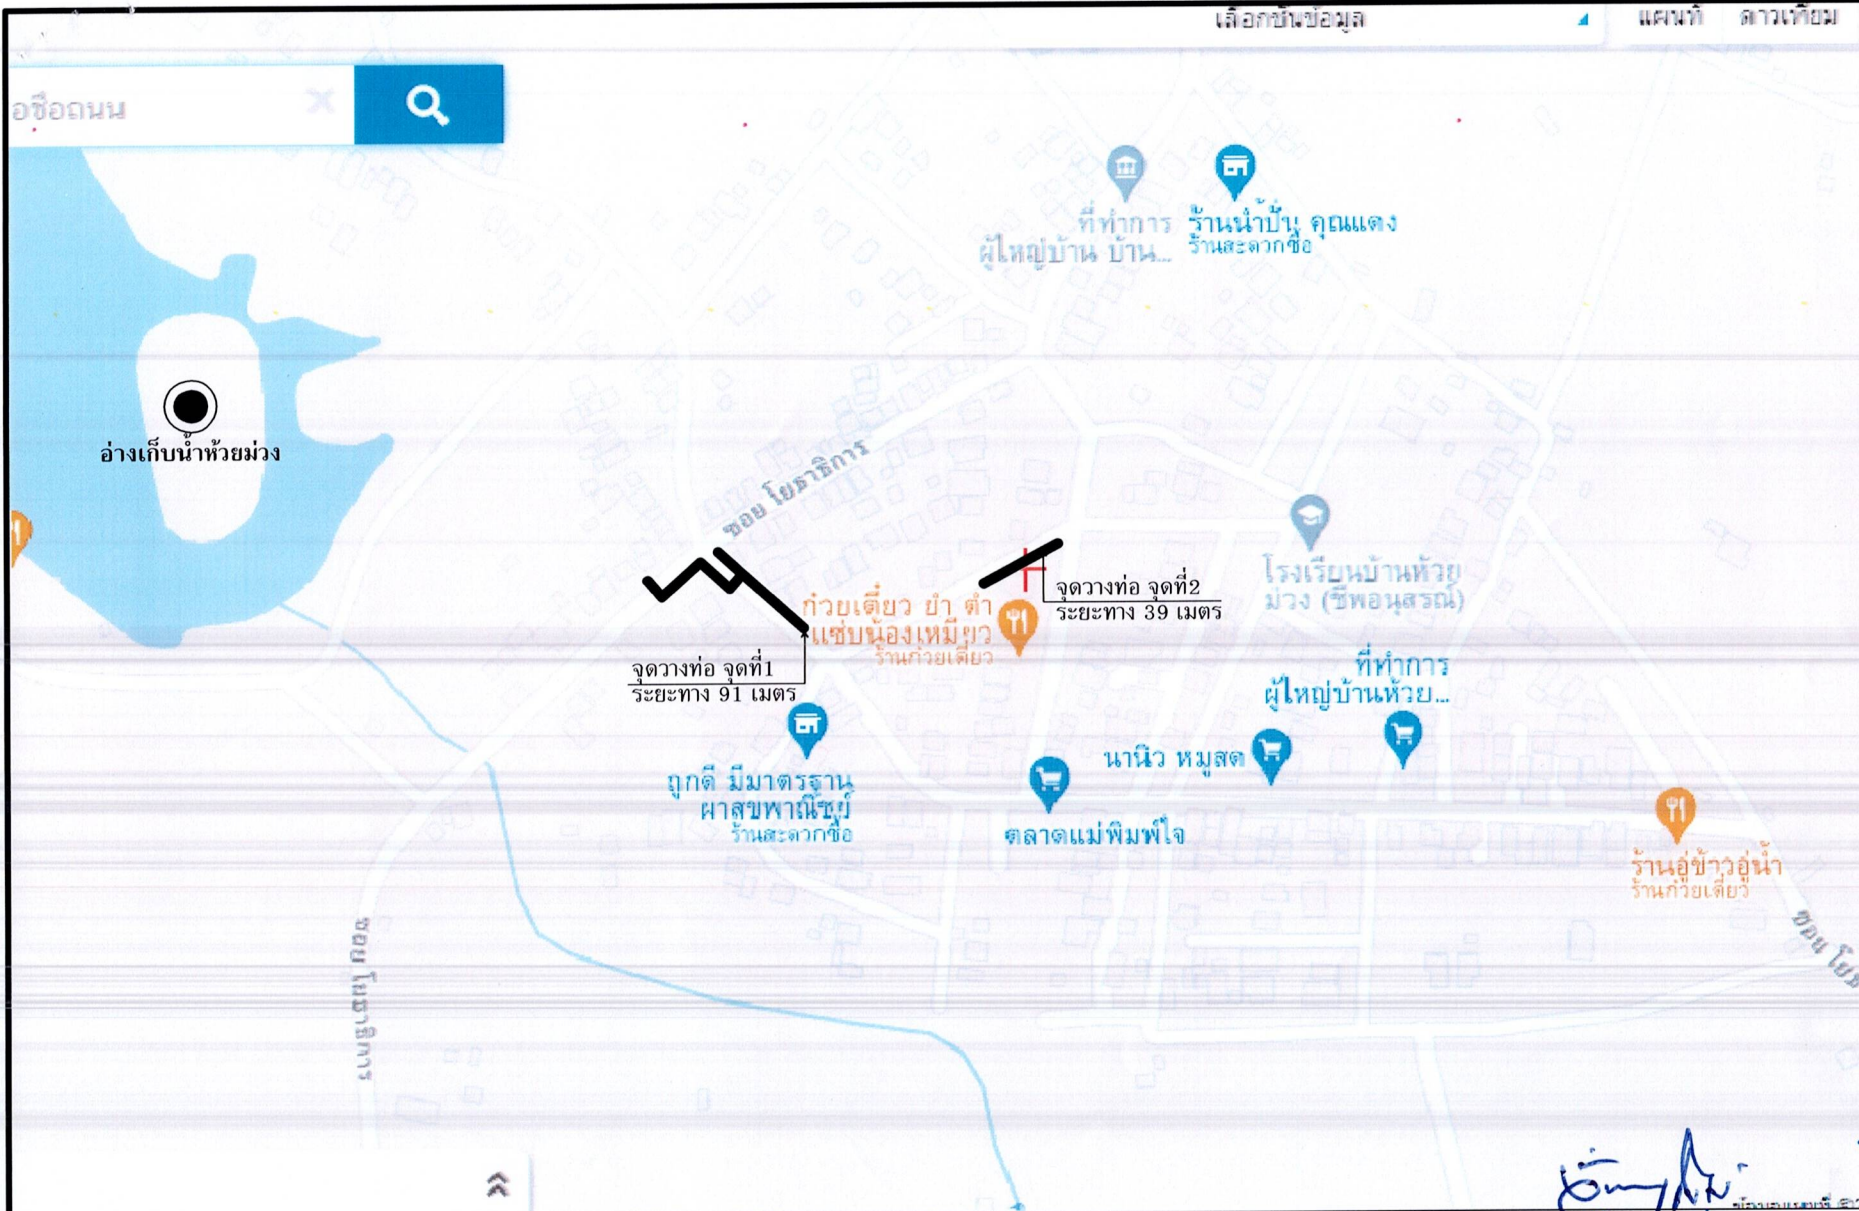 เลือกชั้นข้อมูล
แผนที่ ดาวเทียม
อชื่อถนน
ที่ทำการ
ผู้ใหญ่บ้าน บ้าน...
ร้านน้ำปั่น คุณแดง
ร้านสะดวกซื้อ
อ่างเก็บน้ำห้วยม่วง
ซอย โยธาธิการ
โรงเรียนบ้านห้วย
ม่วง (ชีพอนุสรณ์)
จุดวางท่อ จุดที่2
ระยะทาง 39 เมตร
ก๋วยเตี๋ยว ยำ ตำ
แซ่บน้องเหมียว
ร้านก๋วยเตี๋ยว
จุดวางท่อ จุดที่1
ระยะทาง 91 เมตร
ที่ทำการ
ผู้ใหญ่บ้านห้วย...
นานิว หมูสด
ถูกดี มีมาตรฐาน
ผาสุขพาณิชย์
ร้านสะดวกซื้อ
ตลาดแม่พิมพ์ใจ
ร้านอู่ข้าวอู่น้ำ
ร้านก๋วยเตี๋ยว
ซอย โยธาธิการ
ซอย โยธ